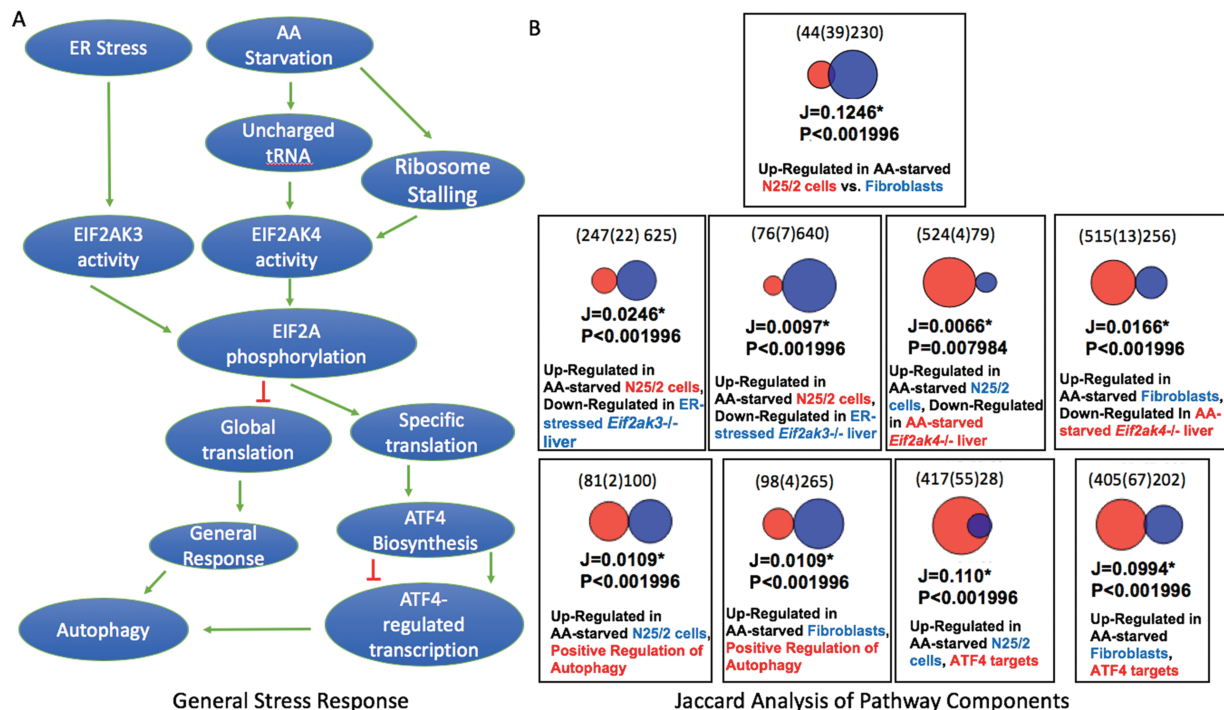 A
ER Stress
AA
Starvation
Uncharged
tRNA
Ribosome
Stalling
EIF2AK3
activity
EIF2AK4
activity
EIF2A
phosphorylation
Global
translation
Specific
translation
General
Response
ATF4
Biosynthesis
Autophagy
ATF4-
regulated
transcription
General Stress Response
B
(44(39)230)
J=0.1246*
P<0.001996
Up-Regulated in AA-starved
N25/2 cells vs. Fibroblasts
(247(22) 625)
J=0.0246*
P<0.001996
Up-Regulated in
AA-starved N25/2 cells,
Down-Regulated in ER-
stressed Eif2ak3-/-
liver
(76(7)640)
J=0.0097*
P<0.001996
Up-Regulated in
AA-starved N25/2 cells,
Down-Regulated in ER-
stressed Eif2ak3-/- liver
(524(4)79)
J=0.0066*
P=0.007984
Up-Regulated in
AA-starved N25/2
cells, Down-Regulated
in AA-starved
Eif2ak4-/- liver
(515(13)256)
J=0.0166*
P<0.001996
Up-Regulated in
AA-starved Fibroblasts,
Down-Regulated In AA-
starved Eif2ak4-/- liver
(81(2)100)
J=0.0109*
P<0.001996
Up-Regulated in
AA-starved N25/2 cells,
Positive Regulation of
Autophagy
(98(4)265)
J=0.0109*
P<0.001996
Up-Regulated in
AA-starved Fibroblasts,
Positive Regulation of
Autophagy
(417(55)28)
J=0.110*
P<0.001996
Up-Regulated in
AA-starved N25/2
cells, ATF4 targets
(405(67)202)
J=0.0994*
P<0.001996
Up-Regulated in
AA-starved
Fibroblasts,
ATF4 targets
Jaccard Analysis of Pathway Components